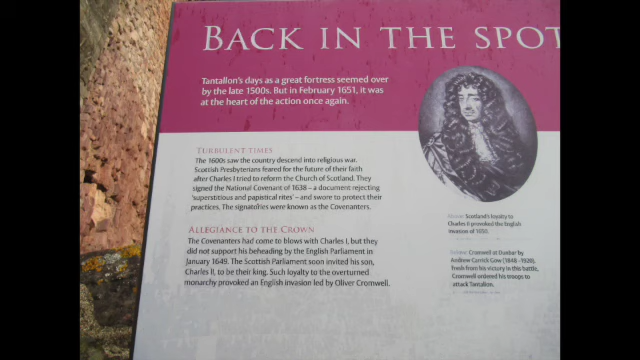 BACK IN THE SPOT
Tantallon's days as a great fortress seemed over
by the late 1500s. But in February 1651, it was
at the heart of the action once again.
TURBULENT TIMES
The 1600s saw the country descend into religious war.
Scottish Presbyterians feared for the future of their faith
after Charles I tried to reform the Church of Scotland. They
signed the National Covenant of 1638 – a document rejecting
'superstitious and papistical rites' – and swore to protect their
practices. The signatories were known as the Covenanters.
ALLEGIANCE TO THE CROWN
The Covenanters had come to blows with Charles I, but they
did not support his beheading by the English Parliament in
January 1649. The Scottish Parliament soon invited his son,
Charles II, to be their king. Such loyalty to the overturned
monarchy provoked an English invasion led by Oliver Cromwell.
Above: Scotland's loyalty to
Charles II provoked the English
invasion of 1650.
Below: Cromwell at Dunbar by
Andrew Carrick Gow (1848–1920).
Fresh from his victory in this battle,
Cromwell ordered his troops to
attack Tantallon.